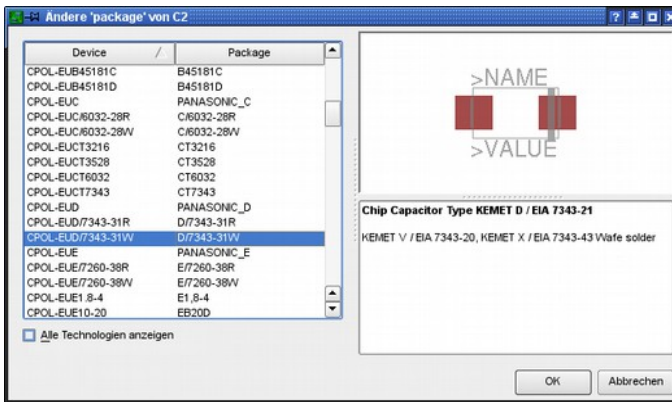 Ändere 'package' von C2
Device Package
CPOL-EUB45181C B45181C
CPOL-EUB45181D B45181D
CPOL-EUC PANASONIC_C
CPOL-EUC/6032-28R C/6032-28R
CPOL-EUC/6032-28W C/6032-28W
CPOL-EUCT3216 CT3216
CPOL-EUCT3528 CT3528
CPOL-EUCT6032 CT6032
CPOL-EUCT7343 CT7343
CPOL-EUD PANASONIC_D
CPOL-EUD/7343-31R D/7343-31R
CPOL-EUD/7343-31W D/7343-31W
CPOL-EUE PANASONIC_E
CPOL-EUE/7260-38R E/7260-38R
CPOL-EUE/7260-38W E/7260-38W
CPOL-EUE1.8-4 E1,8-4
CPOL-EUE10-20 EB20D
Alle Technologien anzeigen
>NAME
>VALUE
Chip Capacitor Type KEMET D / EIA 7343-21
KEMET V / EIA 7343-20, KEMET X / EIA 7343-43 Wafe solder
OK Abbrechen